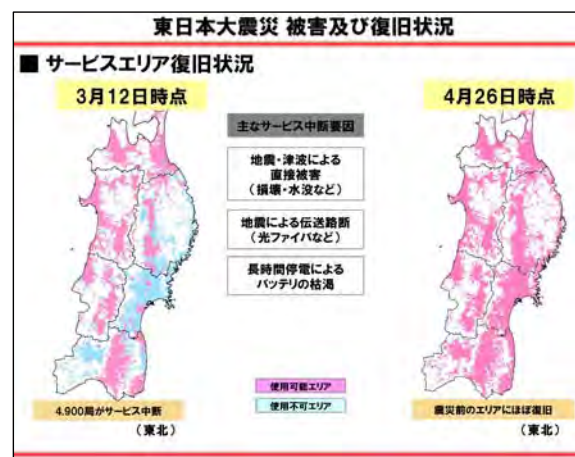 東日本大震災 被害及び復旧状況
■ サービスエリア復旧状況
3月12日時点
4月26日時点
主なサービス中断要因
地震・津波による
直接被害
(損壊・水没など)
地震による伝送路断
(光ファイバなど)
長時間停電による
バッテリの枯渇
使用可能エリア
使用不可エリア
4.900局がサービス中断
(東北)
震災前のエリアにほぼ復旧
(東北)